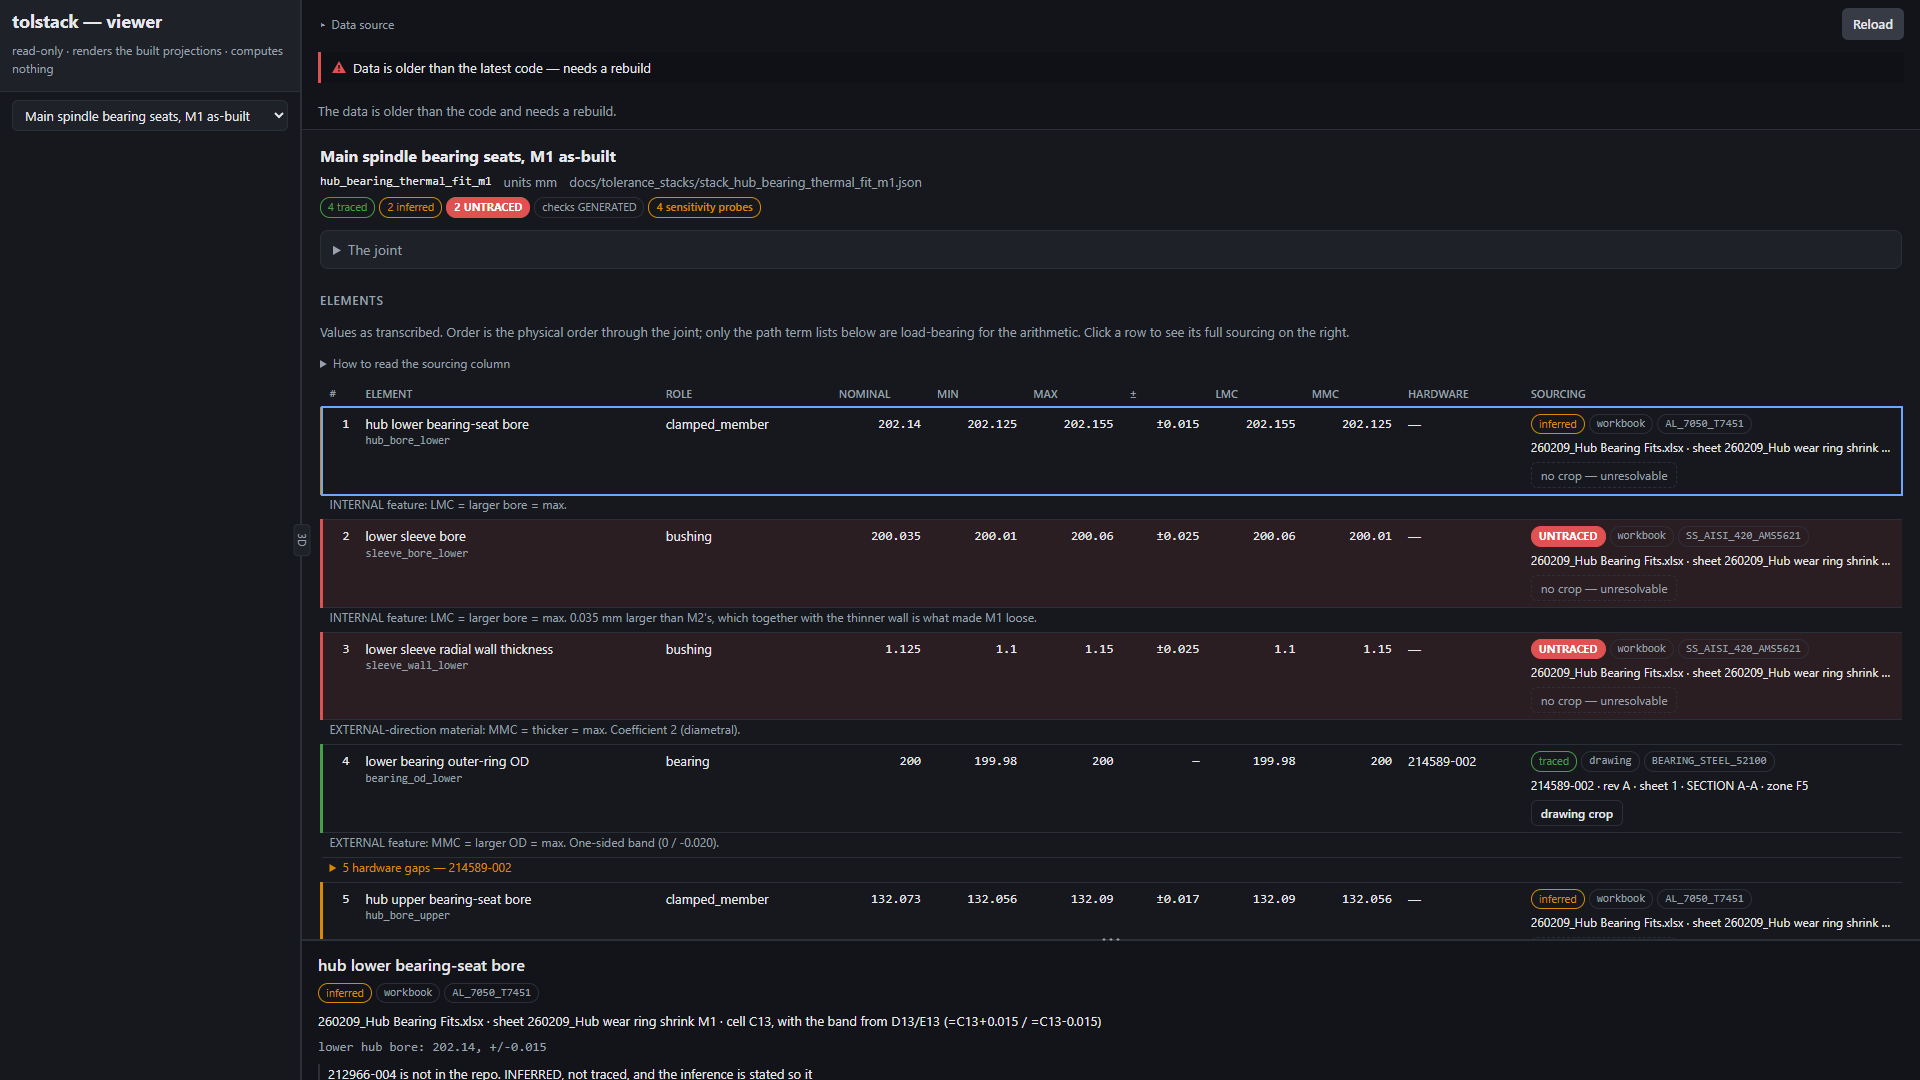 tolstack — viewer
read-only · renders the built projections · computes
nothing
Main spindle bearing seats, M1 as-built
Data source
Reload
Data is older than the latest code — needs a rebuild
The data is older than the code and needs a rebuild.
Main spindle bearing seats, M1 as-built
hub_bearing_thermal_fit_m1 units mm docs/tolerance_stacks/stack_hub_bearing_thermal_fit_m1.json
4 traced 2 inferred 2 UNTRACED checks GENERATED 4 sensitivity probes
The joint
ELEMENTS
Values as transcribed. Order is the physical order through the joint; only the path term lists below are load-bearing for the arithmetic. Click a row to see its full sourcing on the right.
How to read the sourcing column
# ELEMENT ROLE NOMINAL MIN MAX ± LMC MMC HARDWARE SOURCING
1 hub lower bearing-seat bore clamped_member 202.14 202.125 202.155 ±0.015 202.155 202.125 — inferred workbook AL_7050_T7451
hub_bore_lower
260209_Hub Bearing Fits.xlsx · sheet 260209_Hub wear ring shrink ...
no crop — unresolvable
INTERNAL feature: LMC = larger bore = max.
2 lower sleeve bore bushing 200.035 200.01 200.06 ±0.025 200.06 200.01 — UNTRACED workbook SS_AISI_420_AMS5621
sleeve_bore_lower
260209_Hub Bearing Fits.xlsx · sheet 260209_Hub wear ring shrink ...
no crop — unresolvable
INTERNAL feature: LMC = larger bore = max. 0.035 mm larger than M2's, which together with the thinner wall is what made M1 loose.
3 lower sleeve radial wall thickness bushing 1.125 1.1 1.15 ±0.025 1.1 1.15 — UNTRACED workbook SS_AISI_420_AMS5621
sleeve_wall_lower
260209_Hub Bearing Fits.xlsx · sheet 260209_Hub wear ring shrink ...
no crop — unresolvable
EXTERNAL-direction material: MMC = thicker = max. Coefficient 2 (diametral).
4 lower bearing outer-ring OD bearing 200 199.98 200 — 199.98 200 214589-002 traced drawing BEARING_STEEL_52100
bearing_od_lower
214589-002 · rev A · sheet 1 · SECTION A-A · zone F5
drawing crop
EXTERNAL feature: MMC = larger OD = max. One-sided band (0 / -0.020).
5 hardware gaps — 214589-002
5 hub upper bearing-seat bore clamped_member 132.073 132.056 132.09 ±0.017 132.09 132.056 — inferred workbook AL_7050_T7451
hub_bore_upper
260209_Hub Bearing Fits.xlsx · sheet 260209_Hub wear ring shrink ...
3D
hub lower bearing-seat bore
inferred workbook AL_7050_T7451
260209_Hub Bearing Fits.xlsx · sheet 260209_Hub wear ring shrink M1 · cell C13, with the band from D13/E13 (=C13+0.015 / =C13-0.015)
lower hub bore: 202.14, +/-0.015
212966-004 is not in the repo. INFERRED, not traced, and the inference is stated so it